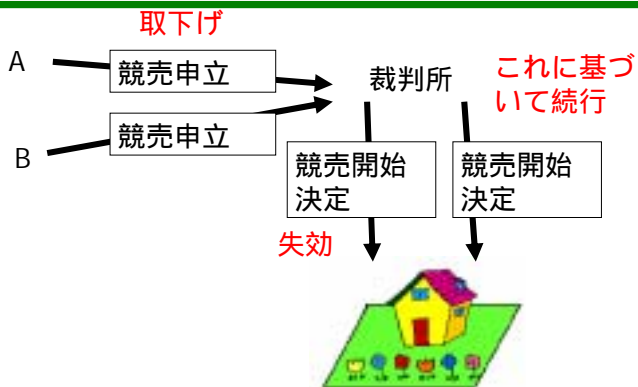 取下げ
A
競売申立
裁判所
これに基づ
いて続行
B
競売申立
競売開始
決定
競売開始
決定
失効